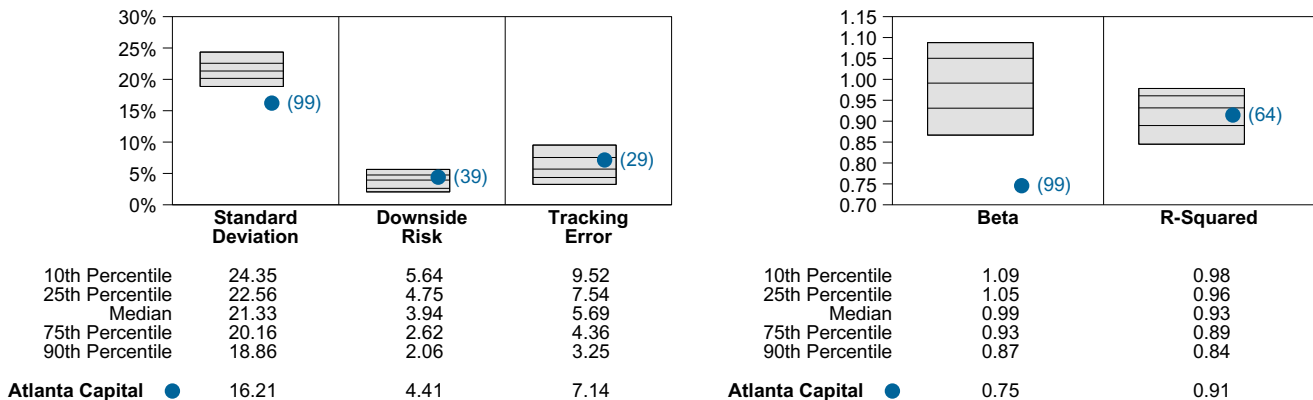 30%
25%
20%
15%
10%
5%
0%
(99)
(39)
(29)
Standard Deviation
Downside Risk
Tracking Error
10th Percentile 24.35 5.64 9.52
25th Percentile 22.56 4.75 7.54
Median 21.33 3.94 5.69
75th Percentile 20.16 2.62 4.36
90th Percentile 18.86 2.06 3.25
Atlanta Capital 16.21 4.41 7.14
1.15
1.10
1.05
1.00
0.95
0.90
0.85
0.80
0.75
0.70
(99)
(64)
Beta
R-Squared
10th Percentile 1.09 0.98
25th Percentile 1.05 0.96
Median 0.99 0.93
75th Percentile 0.93 0.89
90th Percentile 0.87 0.84
Atlanta Capital 0.75 0.91